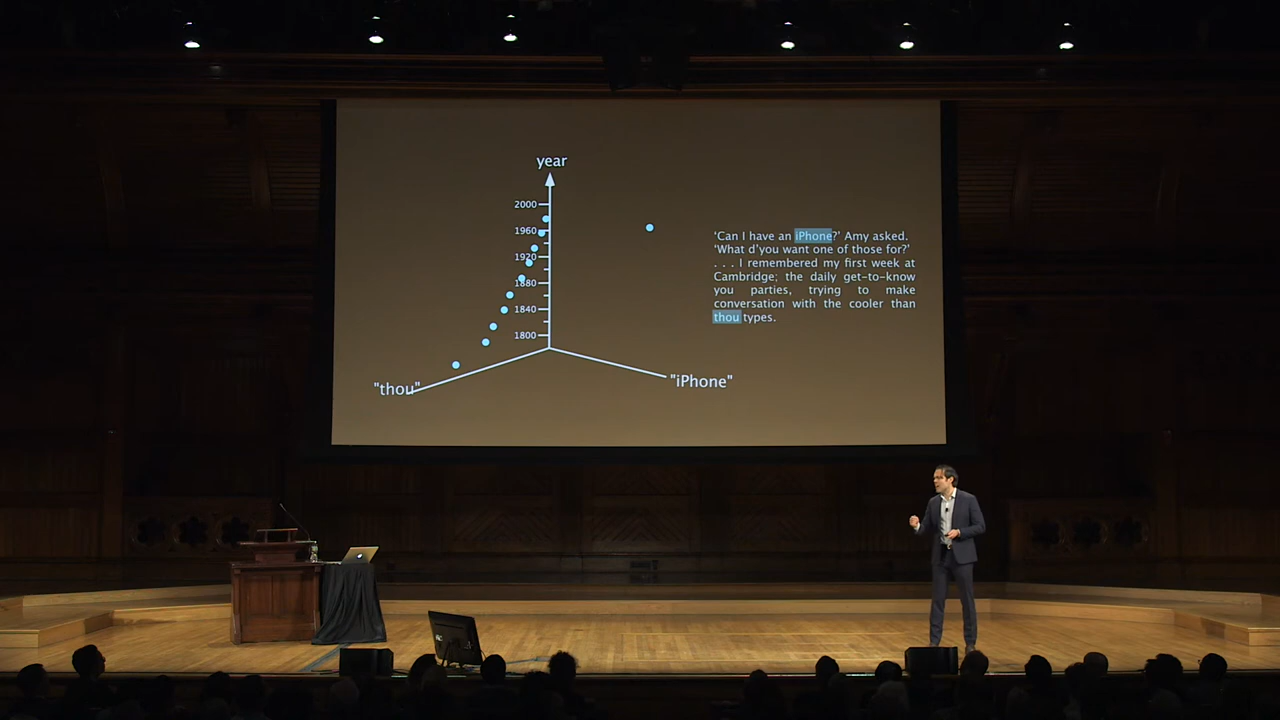 year
2000
1960
1920
1880
1840
1800
"thou"
"iPhone"
‘Can I have an iPhone?’ Amy asked.
‘What d’you want one of those for?’
. . . I remembered my first week at
Cambridge; the daily get-to-know
you parties, trying to make
conversation with the cooler than
thou types.